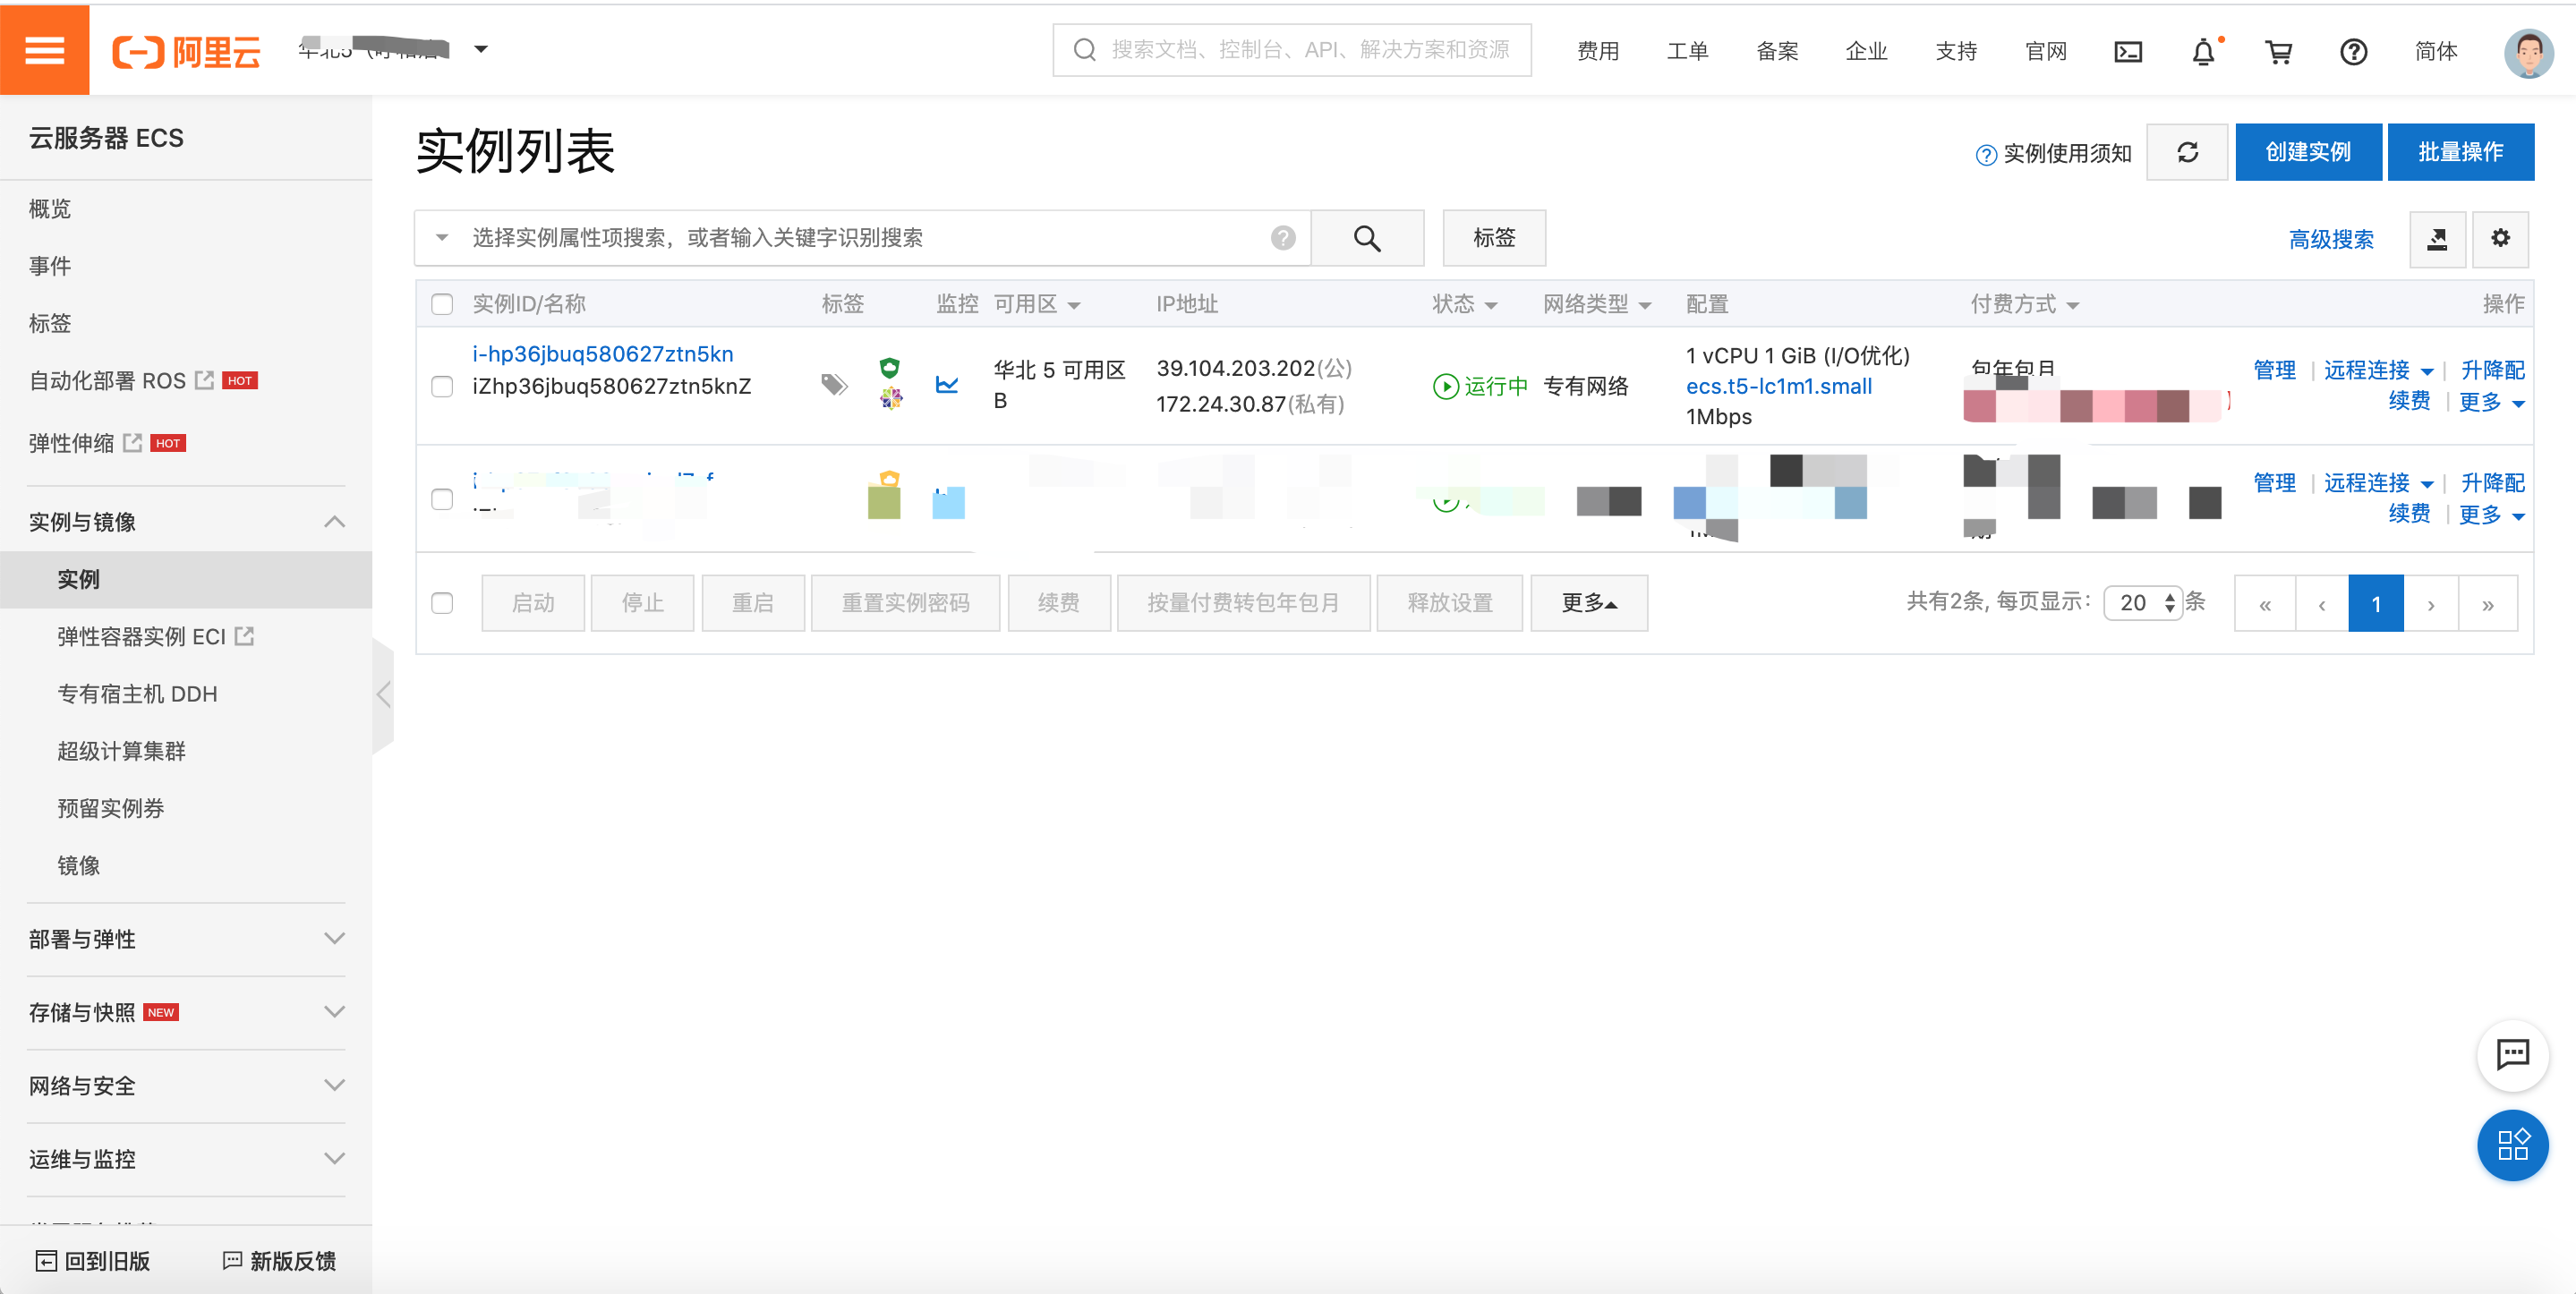 阿里云
搜索文档、控制台、API、解决方案和资源
费用 工单 备案 企业 支持 官网 简体
云服务器 ECS
概览
事件
标签
自动化部署 ROS HOT
弹性伸缩 HOT
实例与镜像
实例
弹性容器实例 ECI
专有宿主机 DDH
超级计算集群
预留实例券
镜像
部署与弹性
存储与快照 NEW
网络与安全
运维与监控
回到旧版 新版反馈
实例列表
实例使用须知 创建实例 批量操作
选择实例属性项搜索，或者输入关键字识别搜索
标签
高级搜索
实例ID/名称 标签 监控 可用区 IP地址 状态 网络类型 配置 付费方式 操作
i-hp36jbuq580627ztn5kn
iZhp36jbuq580627ztn5knZ
华北 5 可用区
B
39.104.203.202(公)
172.24.30.87(私有)
运行中
专有网络
1 vCPU 1 GiB (I/O优化)
ecs.t5-lc1m1.small
1Mbps
包年包月
管理 | 远程连接 | 升降配
续费 | 更多
管理 | 远程连接 | 升降配
续费 | 更多
启动 停止 重启 重置实例密码 续费 按量付费转包年包月 释放设置 更多
共有2条, 每页显示: 20 条
« ‹ 1 › »